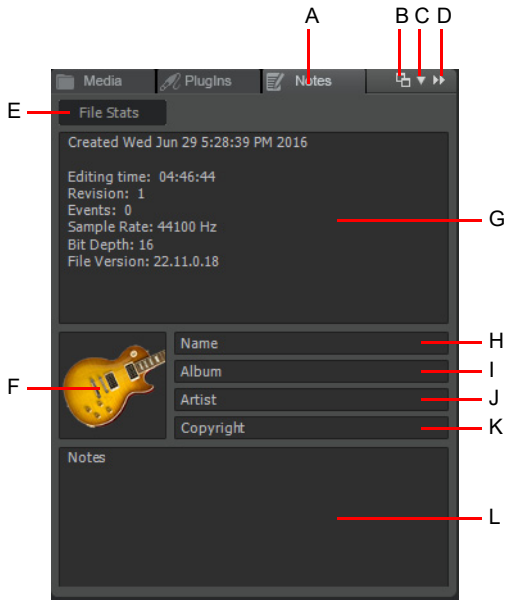 A B C D
Media PlugIns Notes
E File Stats
Created Wed Jun 29 5:28:39 PM 2016
Editing time: 04:46:44
Revision: 1
Events: 0
G
Sample Rate: 44100 Hz
Bit Depth: 16
File Version: 22.11.0.18
Name H
Album I
F
Artist J
Copyright K
Notes
L